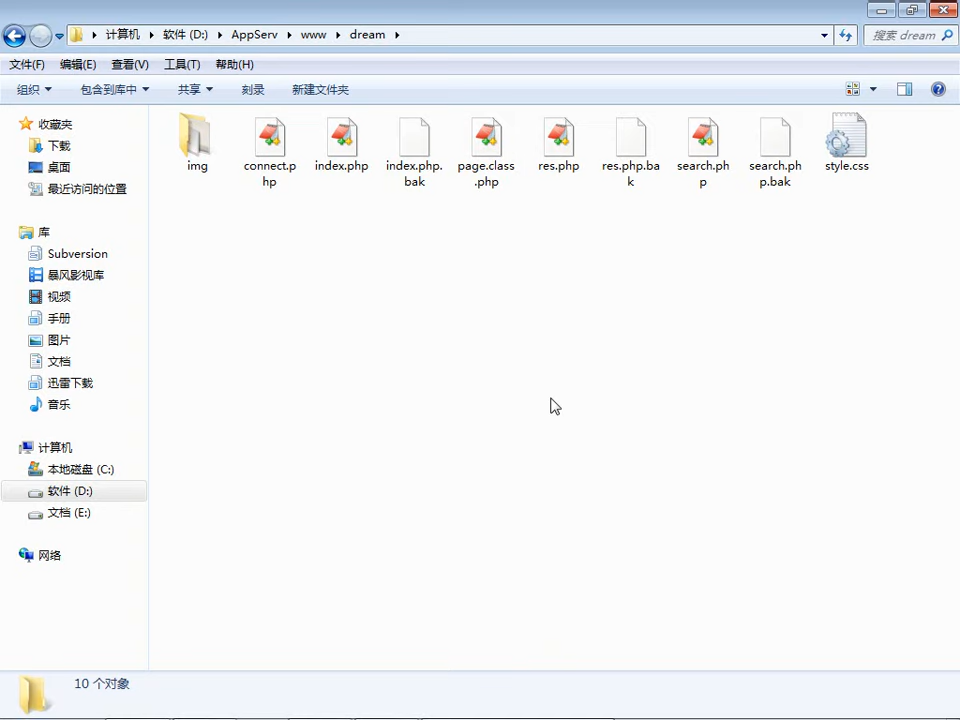 计算机 软件 (D:) AppServ www dream
搜索 dream
文件(F) 编辑(E) 查看(V) 工具(T) 帮助(H)
组织 包含到库中 共享 刻录 新建文件夹
收藏夹
下载
桌面
最近访问的位置
库
Subversion
暴风影视库
视频
手册
图片
文档
迅雷下载
音乐
计算机
本地磁盘 (C:)
软件 (D:)
文档 (E:)
网络
img
connect.p
hp
index.php
index.php.
bak
page.class
.php
res.php
res.php.ba
k
search.ph
p
search.ph
p.bak
style.css
10 个对象